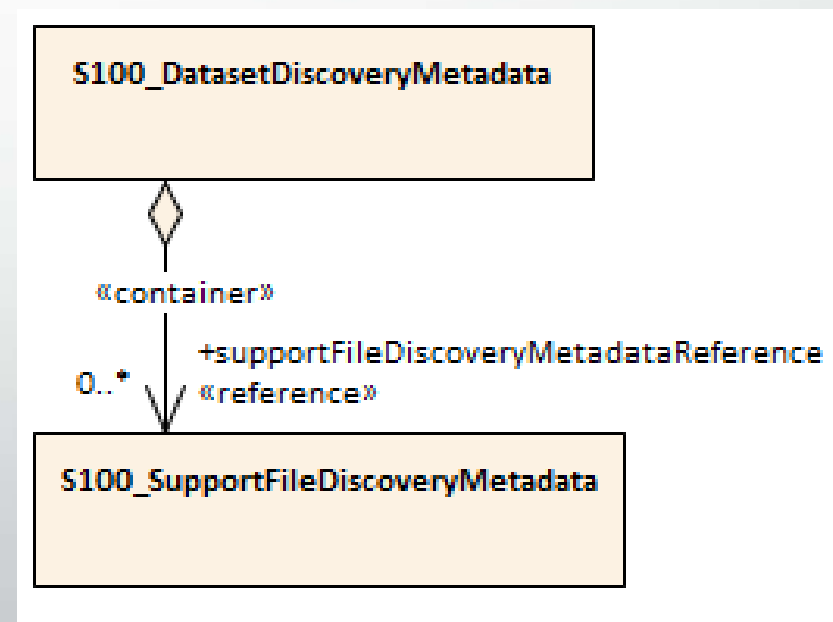 S100_DatasetDiscoveryMetadata
«container»
+supportFileDiscoveryMetadataReference
0..*
«reference»
S100_SupportFileDiscoveryMetadata